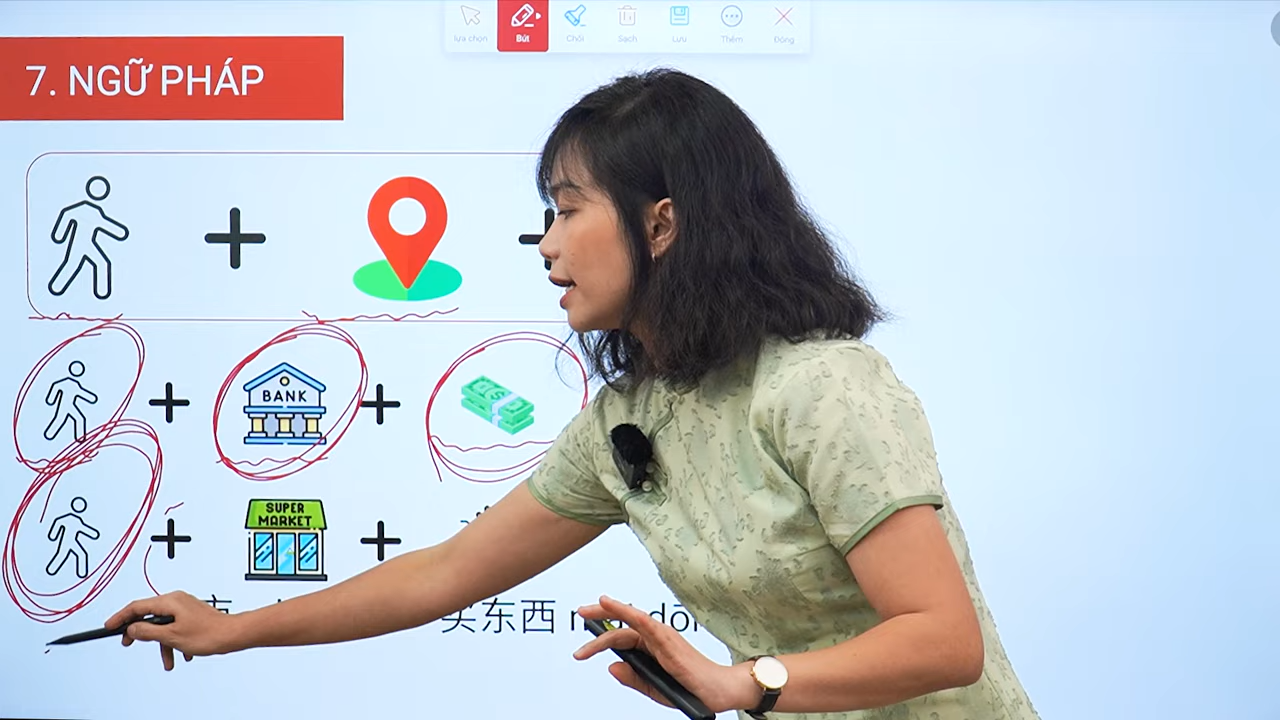 lựa chọn Bút Chổi Sạch Lưu Thêm Đóng
7. NGỮ PHÁP
BANK
SUPER
MARKET
买东西